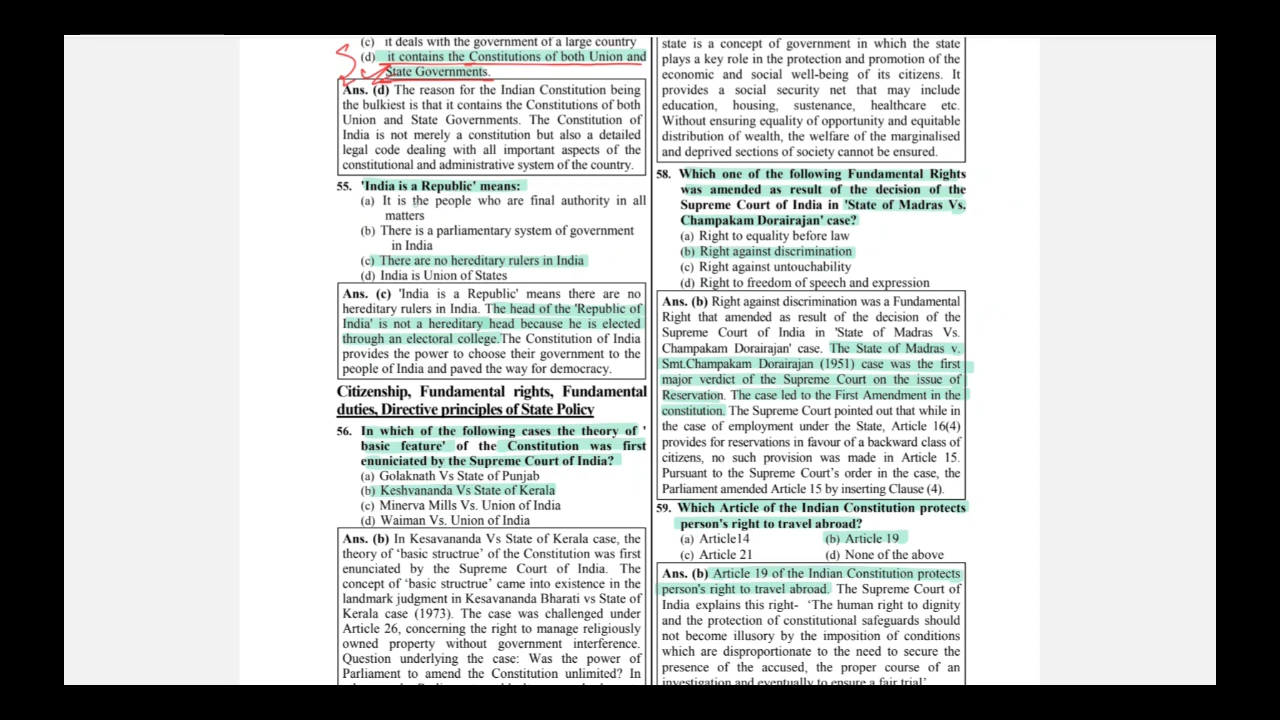 (c) it deals with the government of a large country
(d) it contains the Constitutions of both Union and
State Governments.
Ans. (d) The reason for the Indian Constitution being
the bulkiest is that it contains the Constitutions of both
Union and State Governments. The Constitution of
India is not merely a constitution but also a detailed
legal code dealing with all important aspects of the
constitutional and administrative system of the country.
55. 'India is a Republic' means:
(a) It is the people who are final authority in all
matters
(b) There is a parliamentary system of government
in India
(c) There are no hereditary rulers in India
(d) India is Union of States
Ans. (c) 'India is a Republic' means there are no
hereditary rulers in India. The head of the 'Republic of
India' is not a hereditary head because he is elected
through an electoral college.The Constitution of India
provides the power to choose their government to the
people of India and paved the way for democracy.
Citizenship, Fundamental rights, Fundamental
duties, Directive principles of State Policy
56. In which of the following cases the theory of '
basic feature' of the Constitution was first
enuniciated by the Supreme Court of India?
(a) Golaknath Vs State of Punjab
(b) Keshvananda Vs State of Kerala
(c) Minerva Mills Vs. Union of India
(d) Waiman Vs. Union of India
Ans. (b) In Kesavananda Vs State of Kerala case, the
theory of ‘basic structrue’ of the Constitution was first
enunciated by the Supreme Court of India. The
concept of ‘basic structrue’ came into existence in the
landmark judgment in Kesavananda Bharati vs State of
Kerala case (1973). The case was challenged under
Article 26, concerning the right to manage religiously
owned property without government interference.
Question underlying the case: Was the power of
Parliament to amend the Constitution unlimited? In
state is a concept of government in which the state
plays a key role in the protection and promotion of the
economic and social well-being of its citizens. It
provides a social security net that may include
education, housing, sustenance, healthcare etc.
Without ensuring equality of opportunity and equitable
distribution of wealth, the welfare of the marginalised
and deprived sections of society cannot be ensured.
58. Which one of the following Fundamental Rights
was amended as result of the decision of the
Supreme Court of India in 'State of Madras Vs.
Champakam Dorairajan' case?
(a) Right to equality before law
(b) Right against discrimination
(c) Right against untouchability
(d) Right to freedom of speech and expression
Ans. (b) Right against discrimination was a Fundamental
Right that amended as result of the decision of the
Supreme Court of India in 'State of Madras Vs.
Champakam Dorairajan' case. The State of Madras v.
Smt.Champakam Dorairajan (1951) case was the first
major verdict of the Supreme Court on the issue of
Reservation. The case led to the First Amendment in the
constitution. The Supreme Court pointed out that while in
the case of employment under the State, Article 16(4)
provides for reservations in favour of a backward class of
citizens, no such provision was made in Article 15.
Pursuant to the Supreme Court’s order in the case, the
Parliament amended Article 15 by inserting Clause (4).
59. Which Article of the Indian Constitution protects
person's right to travel abroad?
(a) Article14 (b) Article 19
(c) Article 21 (d) None of the above
Ans. (b) Article 19 of the Indian Constitution protects
person's right to travel abroad. The Supreme Court of
India explains this right- ‘The human right to dignity
and the protection of constitutional safeguards should
not become illusory by the imposition of conditions
which are disproportionate to the need to secure the
presence of the accused, the proper course of an
investigation and eventually to ensure a fair trial’